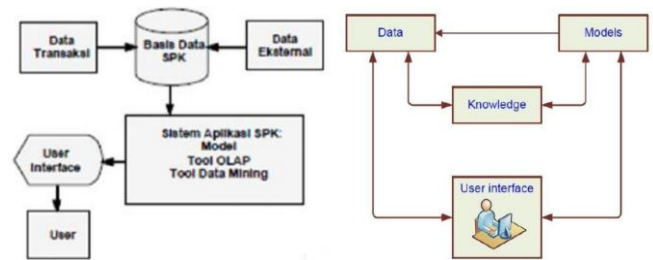 Data
Transaksi
Basis Data
SPK
Data
Eksternal
Sistem Aplikasi SPK:
Model
Tool OLAP
Tool Data Mining
User
Interface
User
Data
Models
Knowledge
User interface